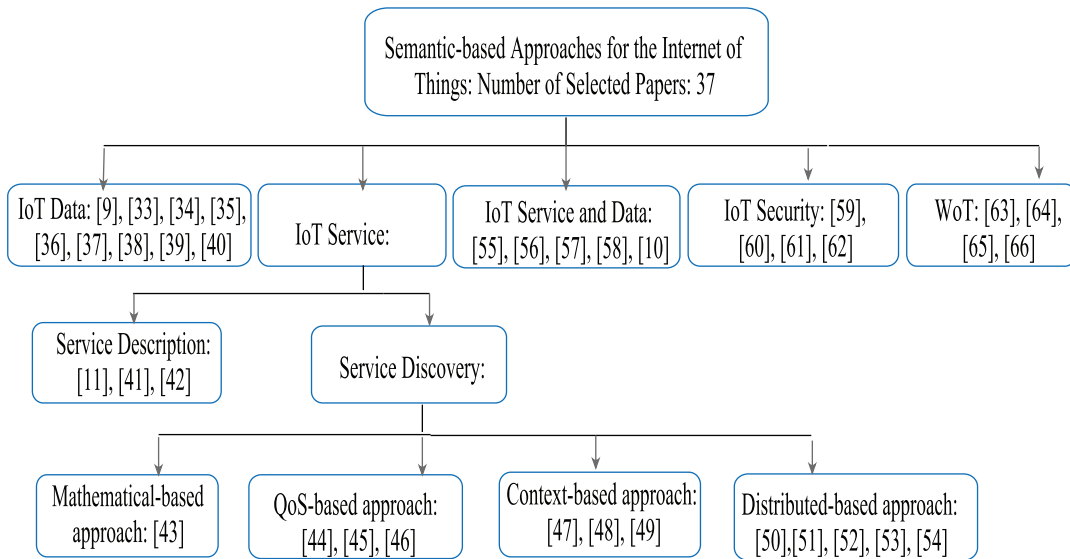 Semantic-based Approaches for the Internet of
Things: Number of Selected Papers: 37
IoT Data: [9], [33], [34], [35],
[36], [37], [38], [39], [40]
IoT Service:
IoT Service and Data:
[55], [56], [57], [58], [10]
IoT Security: [59],
[60], [61], [62]
WoT: [63], [64],
[65], [66]
Service Description:
[11], [41], [42]
Service Discovery:
Mathematical-based
approach: [43]
QoS-based approach:
[44], [45], [46]
Context-based approach:
[47], [48], [49]
Distributed-based approach:
[50],[51], [52], [53], [54]